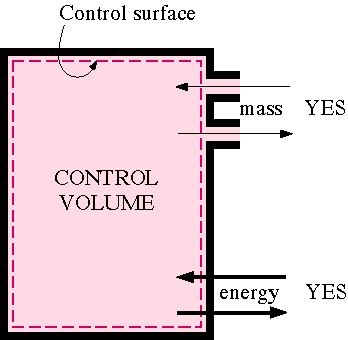 Control surface
mass YES
CONTROL
VOLUME
energy YES